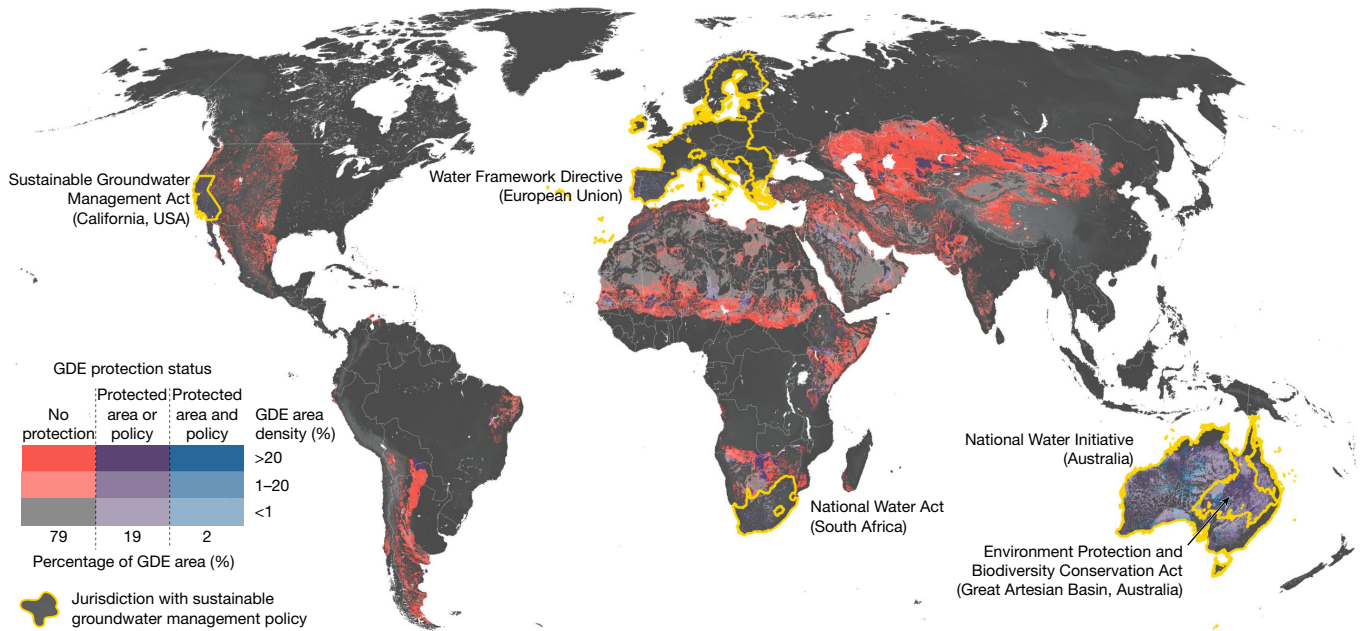 Sustainable Groundwater
Management Act
(California, USA)
Water Framework Directive
(European Union)
National Water Initiative
(Australia)
National Water Act
(South Africa)
Environment Protection and
Biodiversity Conservation Act
(Great Artesian Basin, Australia)
GDE protection status
No
protection
Protected
area or
policy
Protected
area and
policy
GDE area
density (%)
>20
1–20
<1
79 19 2
Percentage of GDE area (%)
Jurisdiction with sustainable
groundwater management policy